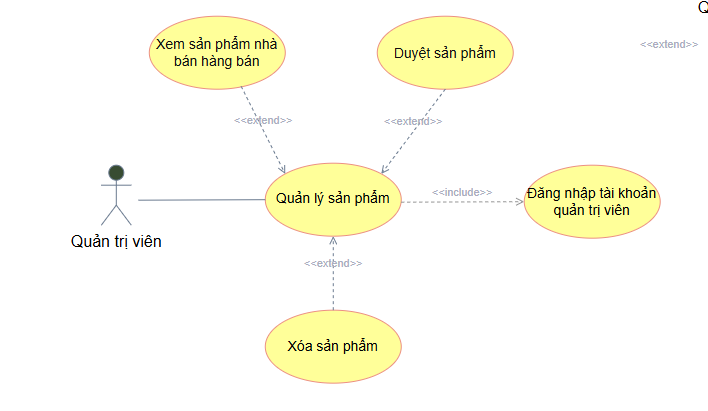 Q
Xem sản phẩm nhà
bán hàng bán
Duyệt sản phẩm
<<extend>>
<<extend>>
<<extend>>
Quản lý sản phẩm
<<include>>
Đăng nhập tài khoản
quản trị viên
Quản trị viên
<<extend>>
Xóa sản phẩm